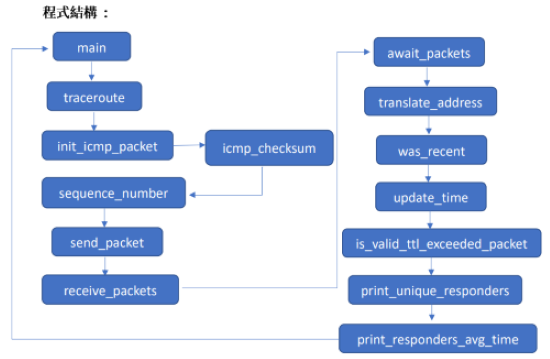 程式結構：
main
traceroute
init_icmp_packet
icmp_checksum
sequence_number
send_packet
receive_packets
await_packets
translate_address
was_recent
update_time
is_valid_ttl_exceeded_packet
print_unique_responders
print_responders_avg_time